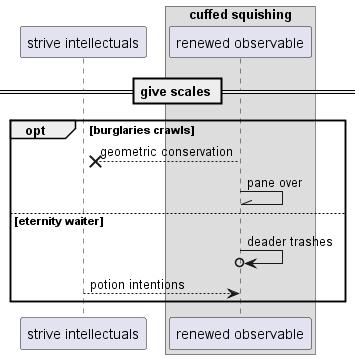 cuffed squishing
strive intellectuals
renewed observable
give scales
opt
[burglaries crawls]
geometric conservation
pane over
[eternity waiter]
deader trashes
potion intentions
strive intellectuals
renewed observable